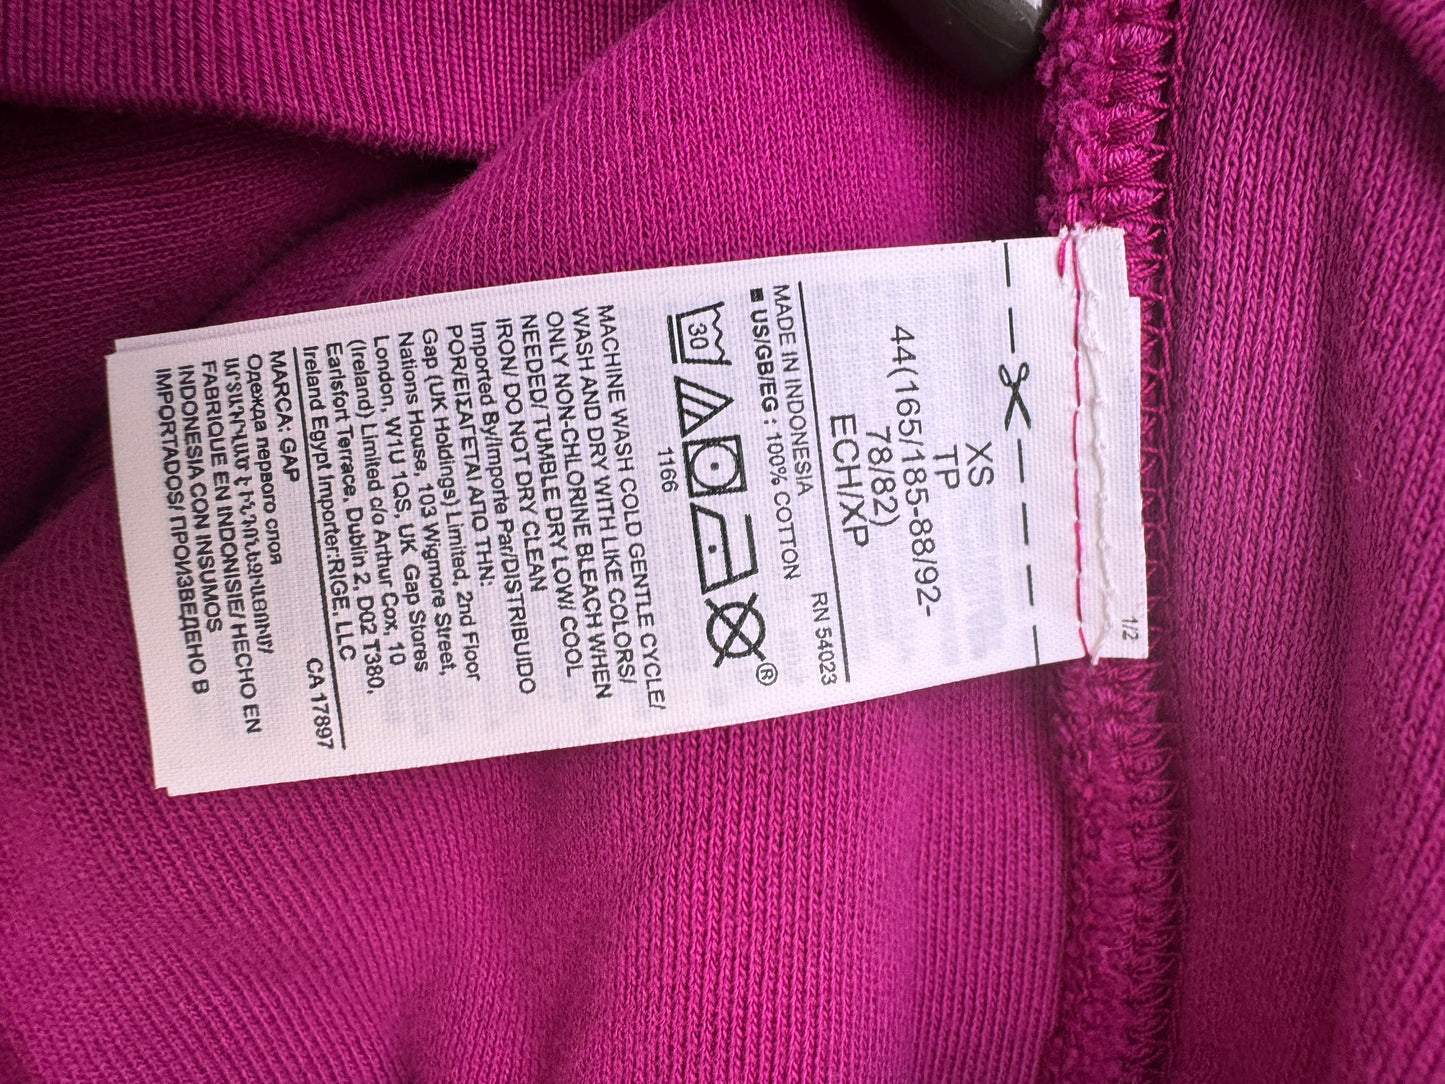 1/2
XS
TP
44(165/185-88/92-
78/82)
ECH/XP
RN 54023
MADE IN INDONESIA
■ US/GB/EG : 100% COTTON
30
®
1166
MACHINE WASH COLD GENTLE CYCLE/
WASH AND DRY WITH LIKE COLORS/
ONLY NON-CHLORINE BLEACH WHEN
NEEDED/ TUMBLE DRY LOW/ COOL
IRON/ DO NOT DRY CLEAN
Imported By/Importe Par/DISTRIBUIDO
POR/ΕΙΣΑΓΕΤΑΙ ΑΠΟ ΤΗΝ:
Gap (UK Holdings) Limited, 2nd Floor
Nations House, 103 Wigmore Street,
London, W1U 1QS, UK  Gap Stores
(Ireland) Limited c/o Arthur Cox, 10
Earlsfort Terrace, Dublin 2, D02 T380,
Ireland Egypt Importer-RIGE, LLC
CA 17897
MARCA: GAP
Одежда первого слоя
FABRIQUE EN INDONISIE/ HECHO EN
INDONESIA CON INSUMOS
IMPORTADOS/ ПРОИЗВЕДЕНО В